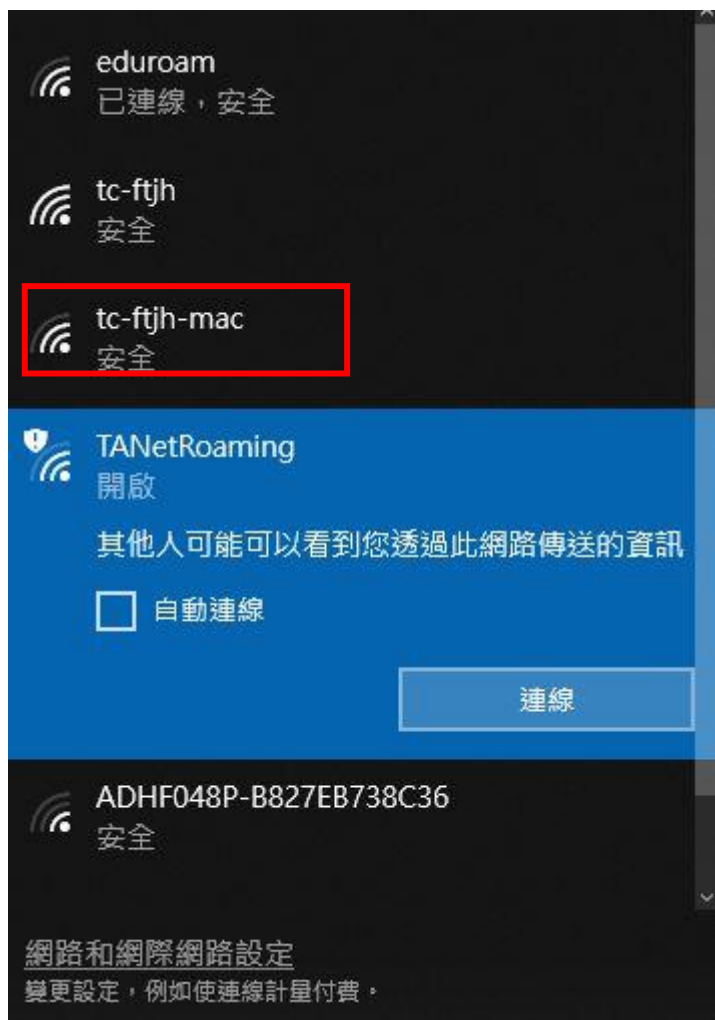 eduroam
已連線，安全
tc-ftjh
安全
tc-ftjh-mac
安全
TANetRoaming
開啟
其他人可能可以看到您透過此網路傳送的資訊
自動連線
連線
ADHF048P-B827EB738C36
安全
網路和網際網路設定
變更設定，例如使連線計量付費。